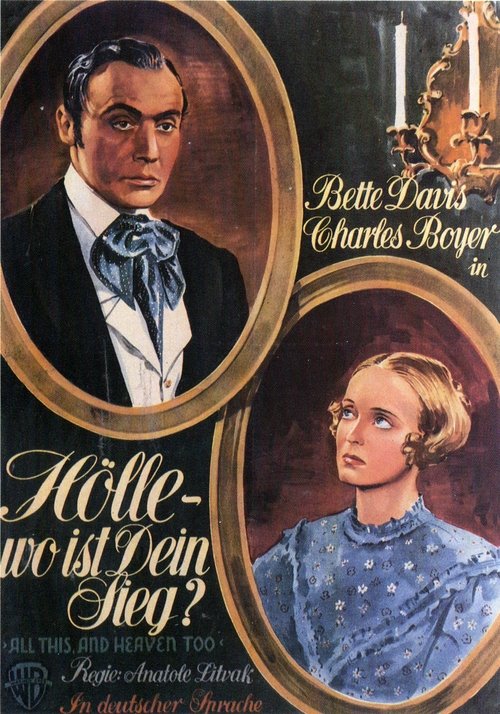 Bette Davis
Charles Boyer
in
Hölle-
wo ist Dein
Sieg?
›ALL THIS, AND HEAVEN TOO‹
WB
Regie: Anatole Litvak
In deutscher Sprache